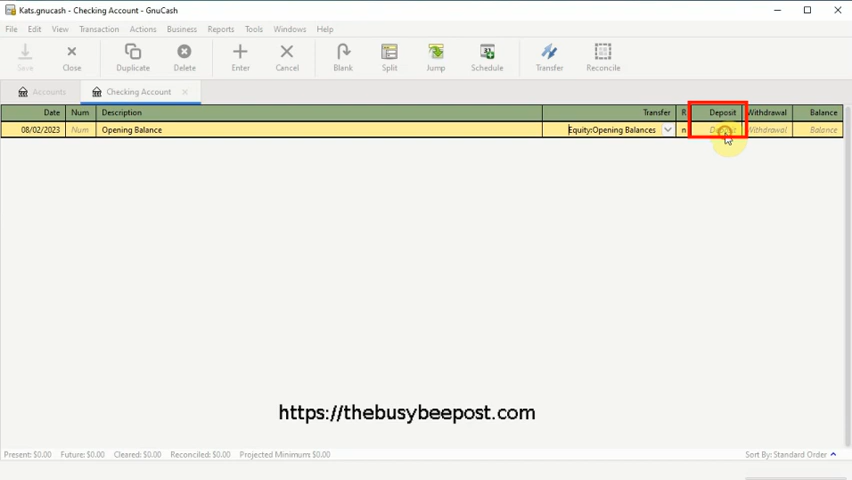 Kats.gnucash - Checking Account - GnuCash
File Edit View Transaction Actions Business Reports Tools Windows Help
Save Close Duplicate Delete Enter Cancel Blank Split Jump Schedule Transfer Reconcile
Accounts Checking Account
Date Num Description Transfer R Deposit Withdrawal Balance
08/02/2023 Num Opening Balance Equity:Opening Balances n Deposit Withdrawal Balance
https://thebusybeepost.com
Present: $0.00 Future: $0.00 Cleared: $0.00 Reconciled: $0.00 Projected Minimum: $0.00 Sort By: Standard Order